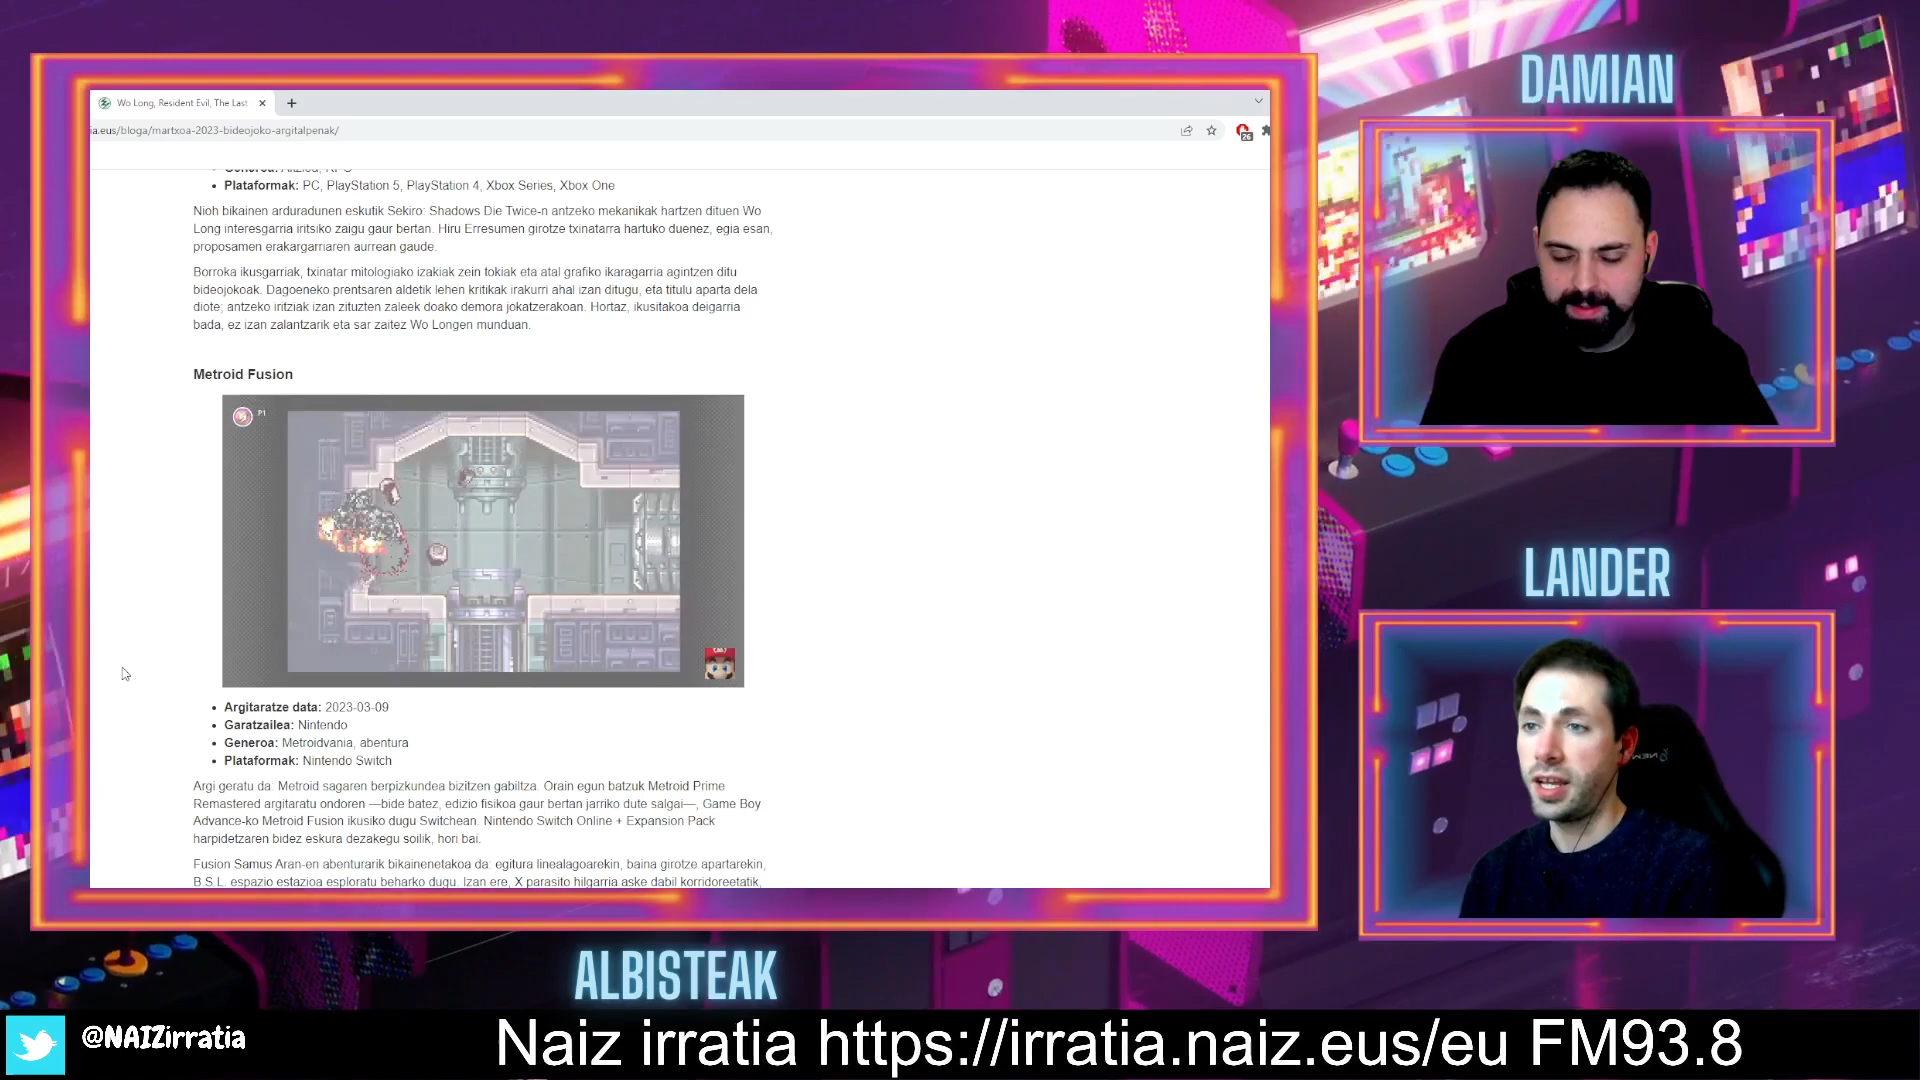 DAMIAN
Wo Long, Resident Evil, The Last
ia.eus/bloga/martxoa-2023-bideojoko-argitalpenak/
26
Plataformak: PC, PlayStation 5, PlayStation 4, Xbox Series, Xbox One
Nioh bikainen arduradunen eskutik Sekiro: Shadows Die Twice-n antzeko mekanikak hartzen dituen Wo
Long interesgarria iritsiko zaigu gaur bertan. Hiru Erresumen girotze txinatarra hartuko duenez, egia esan,
proposamen erakargarriaren aurrean gaude.
Borroka ikusgarriak, txinatar mitologiako izakiak zein tokiak eta atal grafiko ikaragarria agintzen ditu
bideojokoak. Dagoeneko prentsaren aldetik lehen kritikak irakurri ahal izan ditugu, eta titulu aparta dela
diote; antzeko iritziak izan zituzten zaleek doako demora jokatzerakoan. Hortaz, ikusitakoa deigarria
bada, ez izan zalantzarik eta sar zaitez Wo Longen munduan.
Metroid Fusion
P1
Argitaratze data: 2023-03-09
Garatzailea: Nintendo
Generoa: Metroidvania, abentura
Plataformak: Nintendo Switch
Argi geratu da: Metroid sagaren berpizkundea bizitzen gabiltza. Orain egun batzuk Metroid Prime
Remastered argitaratu ondoren —bide batez, edizio fisikoa gaur bertan jarriko dute salgai—, Game Boy
Advance-ko Metroid Fusion ikusiko dugu Switchean. Nintendo Switch Online + Expansion Pack
harpidetzaren bidez eskura dezakegu soilik, hori bai.
Fusion Samus Aran-en abenturarik bikainenetakoa da: egitura linealagoarekin, baina girotze apartarekin,
B.S.L. espazio estazioa esploratu beharko dugu. Izan ere, X parasito hilgarria aske dabil korridoreetatik,
LANDER
ALBISTEAK
@NAIZirratia
Naiz irratia https://irratia.naiz.eus/eu FM93.8